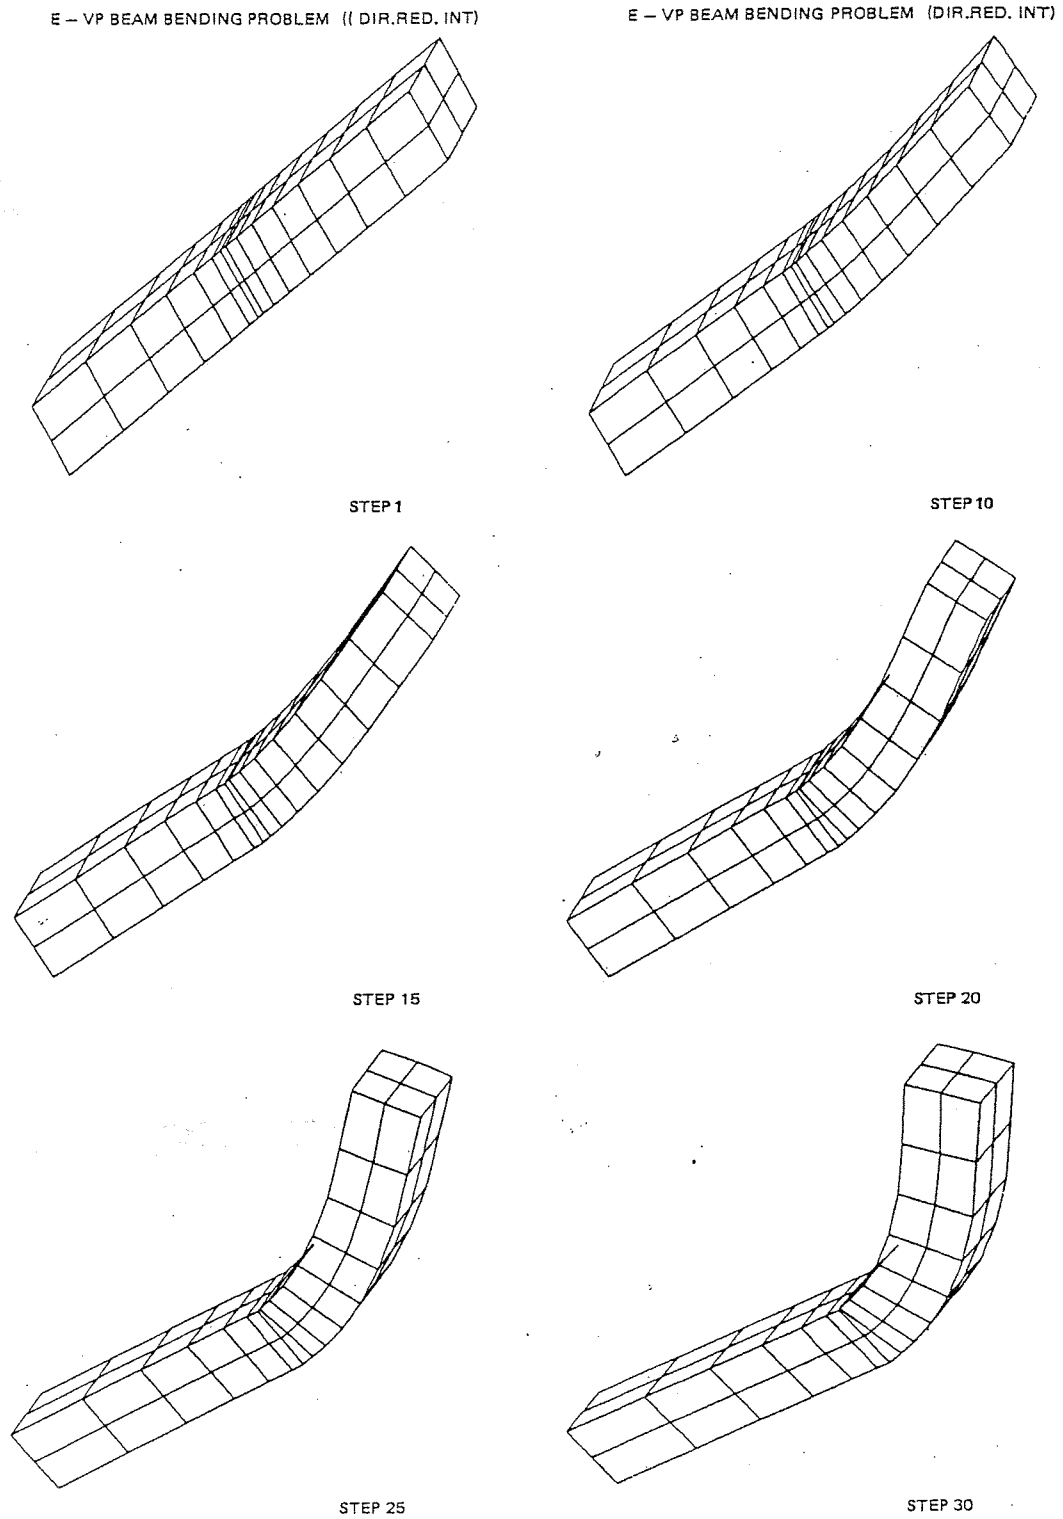 E – VP BEAM BENDING PROBLEM (( DIR.RED. INT)
E – VP BEAM BENDING PROBLEM (DIR.RED. INT)
STEP 1
STEP 10
STEP 15
STEP 20
STEP 25
STEP 30